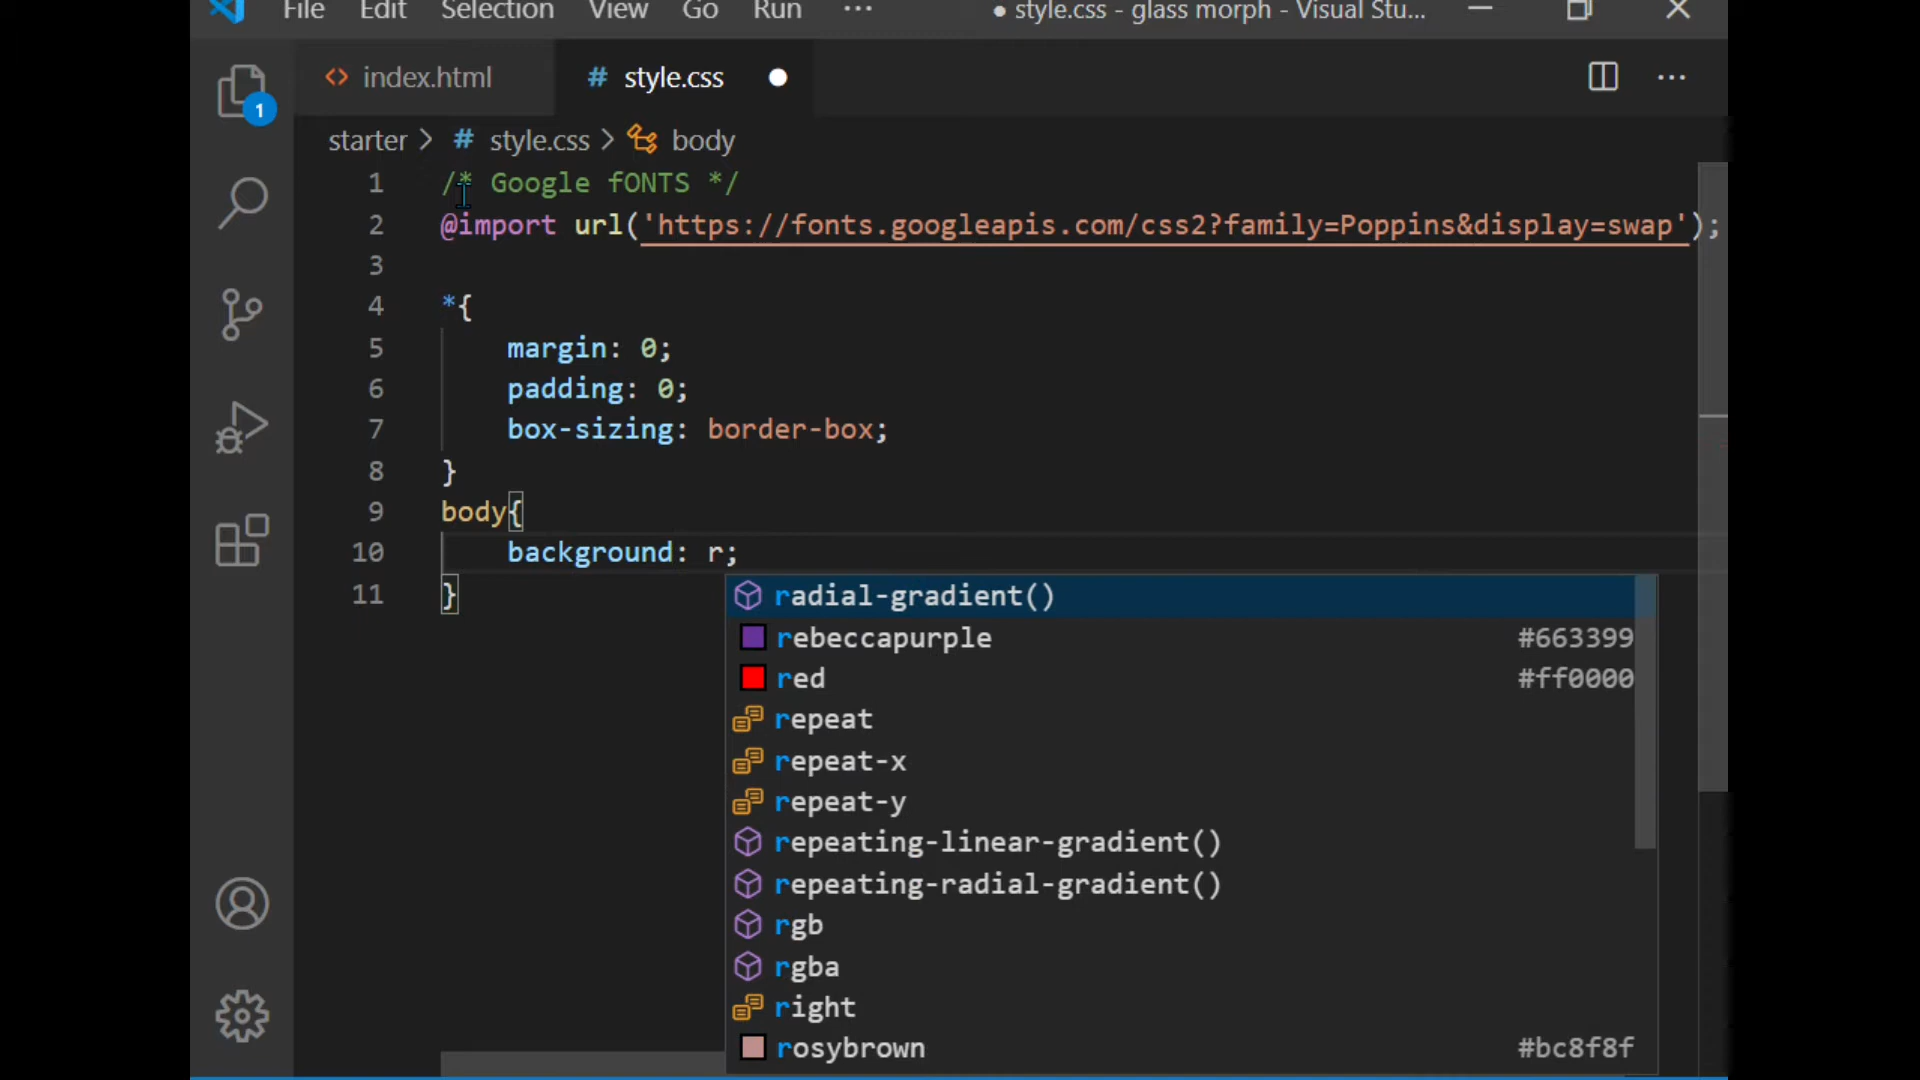 File Edit Selection View Go Run ··· ● style.css - glass morph - Visual Stu...
index.html # style.css ●
1
starter > # style.css > body
1 /* Google fONTS */
2 @import url('https://fonts.googleapis.com/css2?family=Poppins&display=swap');
3
4 *{
5 margin: 0;
6 padding: 0;
7 box-sizing: border-box;
8 }
9 body{
10 background: r;
11 }
radial-gradient()
rebeccapurple #663399
red #ff0000
repeat
repeat-x
repeat-y
repeating-linear-gradient()
repeating-radial-gradient()
rgb
rgba
right
rosybrown #bc8f8f